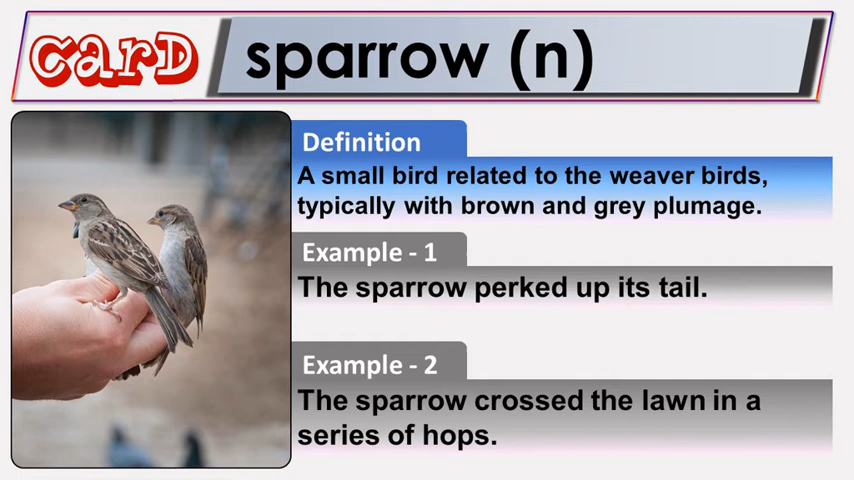 CarD
sparrow (n)
Definition
A small bird related to the weaver birds,
typically with brown and grey plumage.
Example - 1
The sparrow perked up its tail.
Example - 2
The sparrow crossed the lawn in a
series of hops.